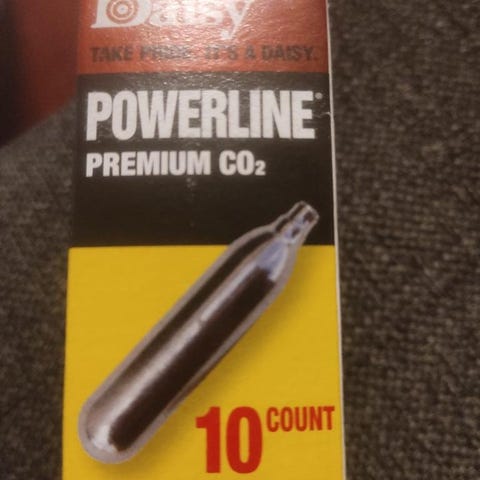 Daisy
TAKE PRIDE. IT'S A DAISY.
POWERLINE®
PREMIUM CO₂
10 COUNT